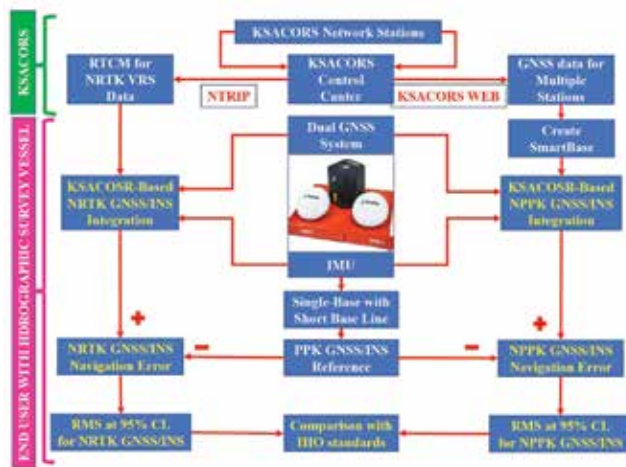 KSACORS
KSACORS Network Stations
RTCM for
NRTK VRS
Data
KSACORS
Control
Canter
GNSS data for
Multiple
Stations
NTRIP
KSACORS WEB
END USER WITH HDROGRAPHIC SURVEY VESSEL
Dual GNSS
System
Create
SmartBase
KSACOSR-Based
NRTK GNSS/INS
Integration
KSACOSR-Based
NPPK GNSS/INS
Integration
IMU
Single-Base with
Short Base Line
+
+
NRTK GNSS/INS
Navigation Error
−
PPK GNSS/INS
Reference
−
NPPK GNSS/INS
Nevigation Error
RMS at 95% CL
for NRTK GNSS/INS
Comparison with
IHO standards
RMS at 95% CL
for NPPK GNSS/INS